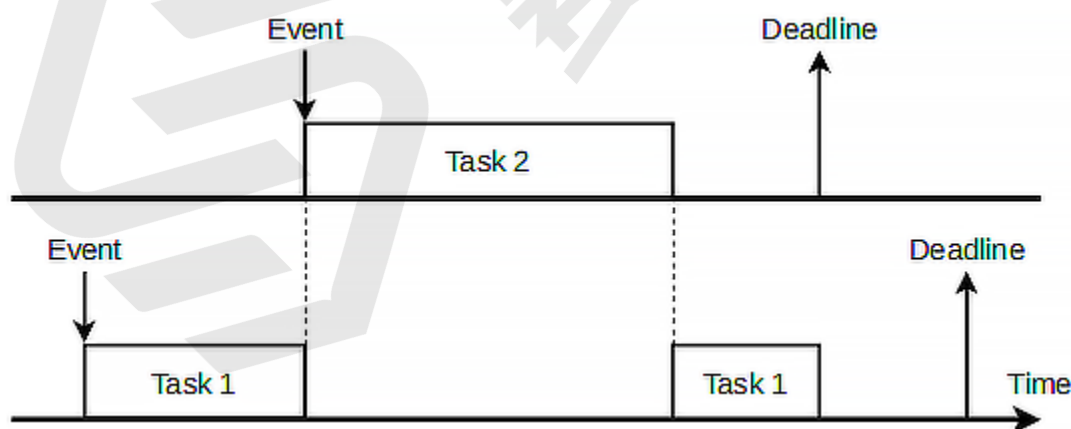 Event
Deadline
Task 2
Event
Deadline
Task 1
Task 1
Time